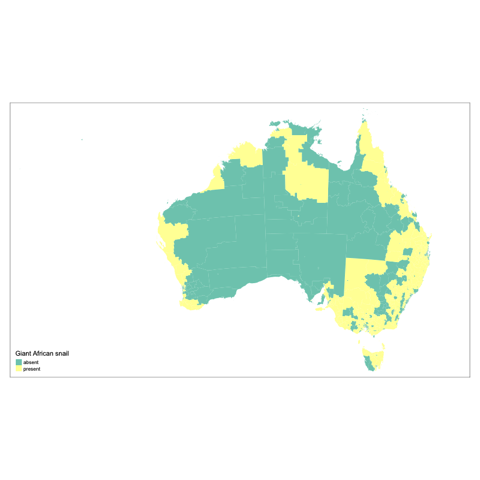 Giant African snail
absent
present